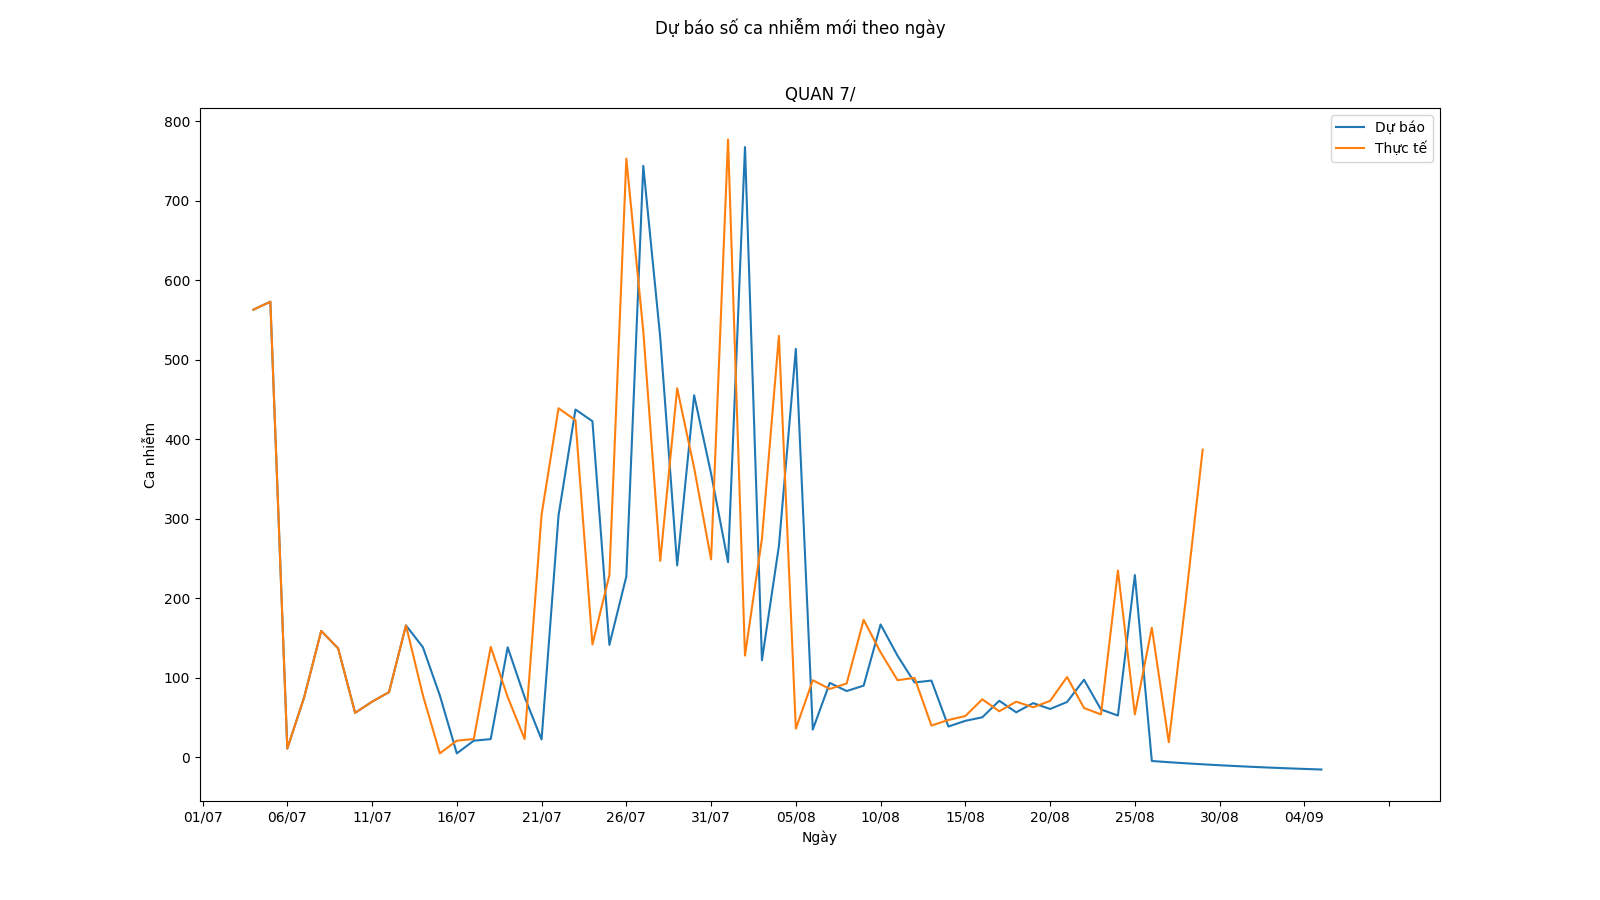 Dự báo số ca nhiễm mới theo ngày
QUAN 7/
Dự báo
Thực tế
Ca nhiễm
800
700
600
500
400
300
200
100
0
01/07 06/07 11/07 16/07 21/07 26/07 31/07 05/08 10/08 15/08 20/08 25/08 30/08 04/09
Ngày